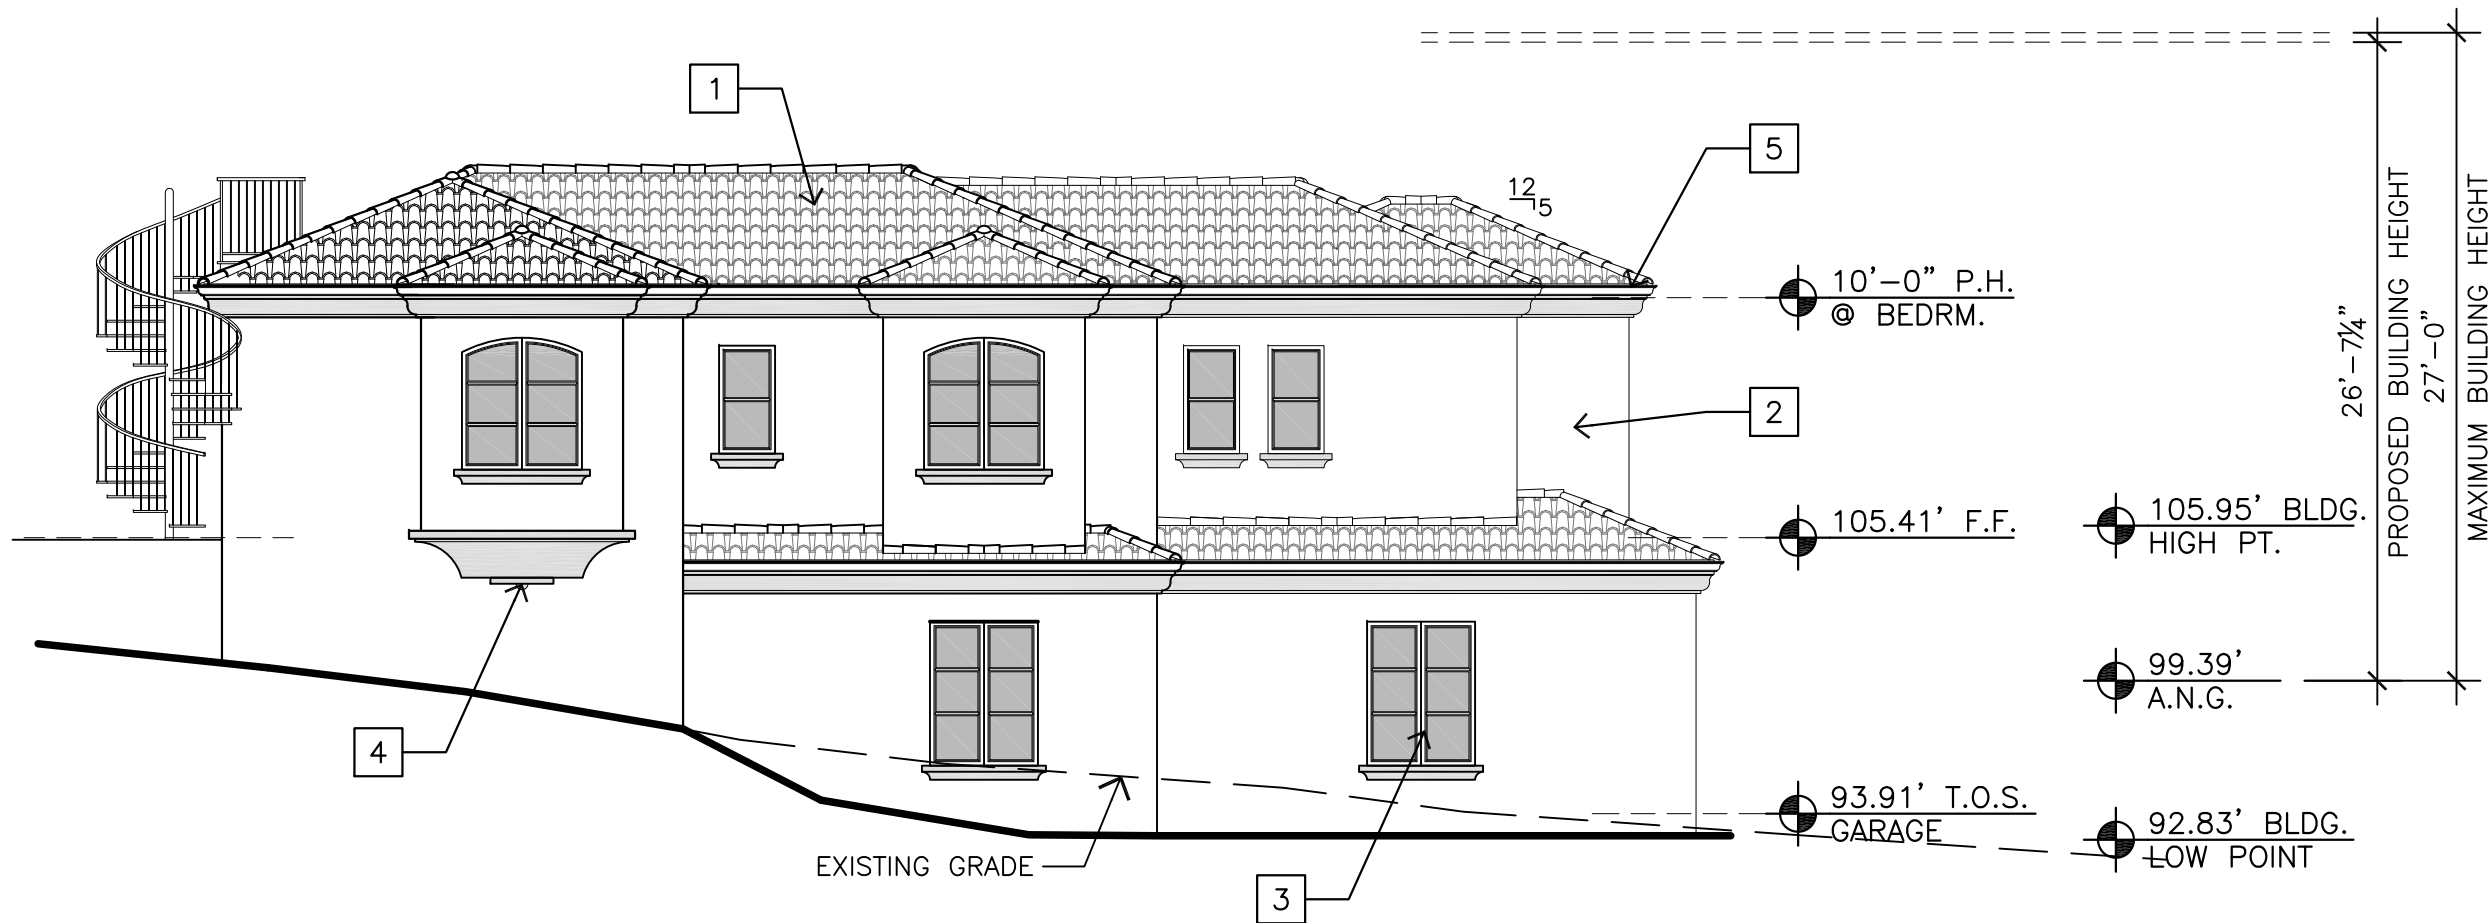 1
5
12
5
10'-0" P.H.
@ BEDRM.
2
26'-7¼"
PROPOSED BUILDING HEIGHT
27'-0"
MAXIMUM BUILDING HEIGHT
105.41' F.F.
105.95' BLDG.
HIGH PT.
99.39'
A.N.G.
4
93.91' T.O.S.
GARAGE
92.83' BLDG.
LOW POINT
EXISTING GRADE
3